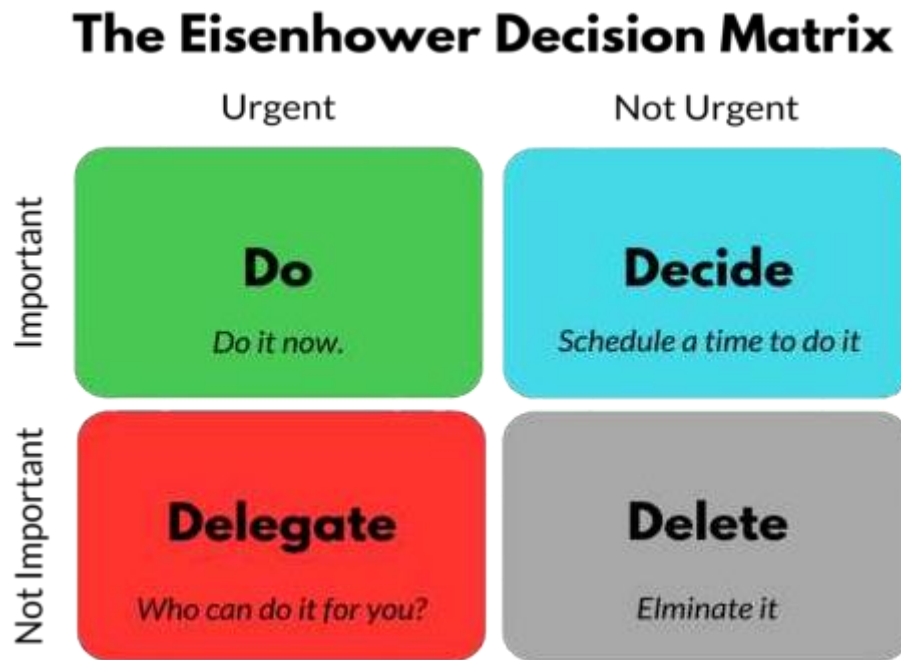 The Eisenhower Decision Matrix
Urgent Not Urgent
Important
Do Decide
Do it now. Schedule a time to do it
Not Important
Delegate Delete
Who can do it for you? Elminate it